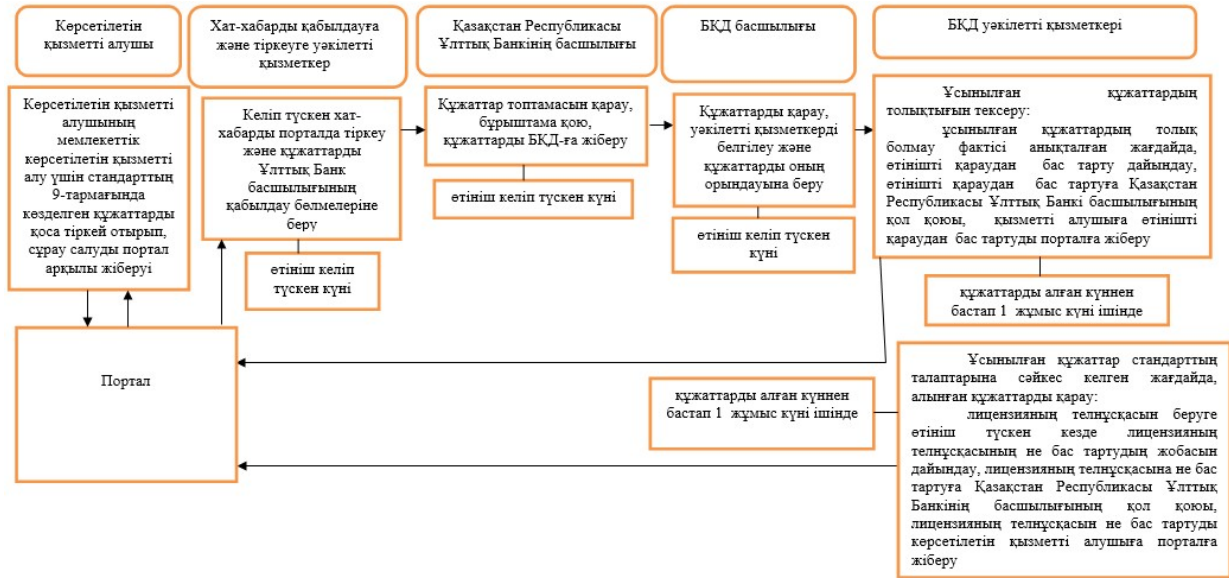 Көрсетілетін
қызметті алушы
Хат-хабарды қабылдауға
және тіркеуге уәкілетті
қызметкер
Қазақстан Республикасы
Ұлттық Банкінің басшылығы
БҚД басшылығы
БҚД уәкілетті қызметкері
Көрсетілетін қызметті
алушының
мемлекеттік
көрсетілетін қызметті
алу үшін стандарттың
9-тармағында
көзделген құжаттарды
қоса тіркей отырып,
сұрау салуды портал
арқылы жіберуі
Келіп түскен хат-
хабарды порталда тіркеу
және құжаттарды
Ұлттық Банк
басшылығының
қабылдау бөлмелеріне
беру
өтініш келіп
түскен күні
Құжаттар топтамасын қарау,
бұрыштама қою,
құжаттарды БҚД-ға жіберу
өтініш келіп түскен күні
Құжаттарды қарау,
уәкілетті қызметкерді
белгілеу және
құжаттарды оның
орындауына беру
өтініш келіп түскен
күні
Ұсынылған құжаттардың
толықтығын тексеру:
ұсынылған құжаттардың толық
болмау фактісі анықталған жағдайда,
өтінішті қараудан бас тарту дайындау,
өтінішті қараудан бас тартуға Қазақстан
Республикасы Ұлттық Банкі басшылығының
қол қоюы, қызметті алушыға өтінішті
қараудан бас тартуды порталға жіберу
құжаттарды алған күннен
бастап 1 жұмыс күні ішінде
Портал
құжаттарды алған күннен
бастап 1 жұмыс күні ішінде
Ұсынылған құжаттар стандарттың
талаптарына сәйкес келген жағдайда,
алынған құжаттарды қарау:
лицензияның телнұсқасын беруге
өтініш түскен кезде лицензияның
телнұсқасының не бас тартудың жобасын
дайындау, лицензияның телнұсқасына не бас
тартуға Қазақстан Республикасы Ұлттық
Банкінің басшылығының қол қоюы,
лицензияның телнұсқасын не бас тартуды
көрсетілетін қызметті алушыға порталға
жіберу